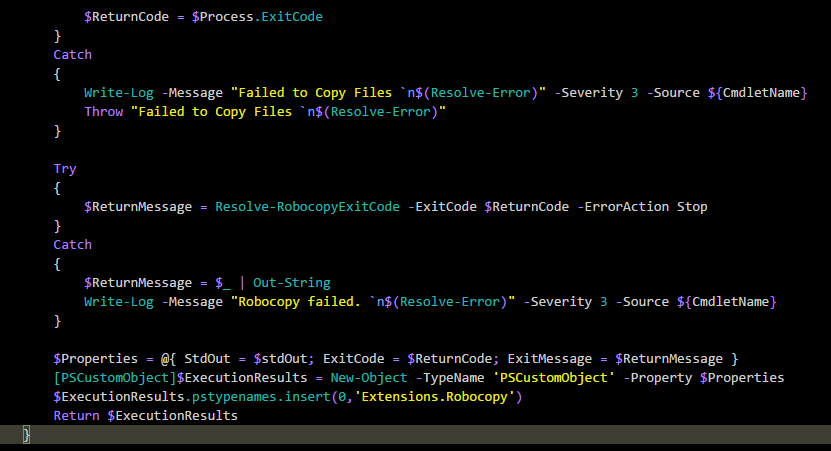 $ReturnCode = $Process.ExitCode
}
Catch
{
Write-Log -Message "Failed to Copy Files `n$(Resolve-Error)" -Severity 3 -Source ${CmdletName}
Throw "Failed to Copy Files `n$(Resolve-Error)"
}
Try
{
$ReturnMessage = Resolve-RobocopyExitCode -ExitCode $ReturnCode -ErrorAction Stop
}
Catch
{
$ReturnMessage = $_ | Out-String
Write-Log -Message "Robocopy failed. `n$(Resolve-Error)" -Severity 3 -Source ${CmdletName}
}
$Properties = @{ StdOut = $stdOut; ExitCode = $ReturnCode; ExitMessage = $ReturnMessage }
[PSCustomObject]$ExecutionResults = New-Object -TypeName 'PSCustomObject' -Property $Properties
$ExecutionResults.pstypenames.insert(0,'Extensions.Robocopy')
Return $ExecutionResults
}